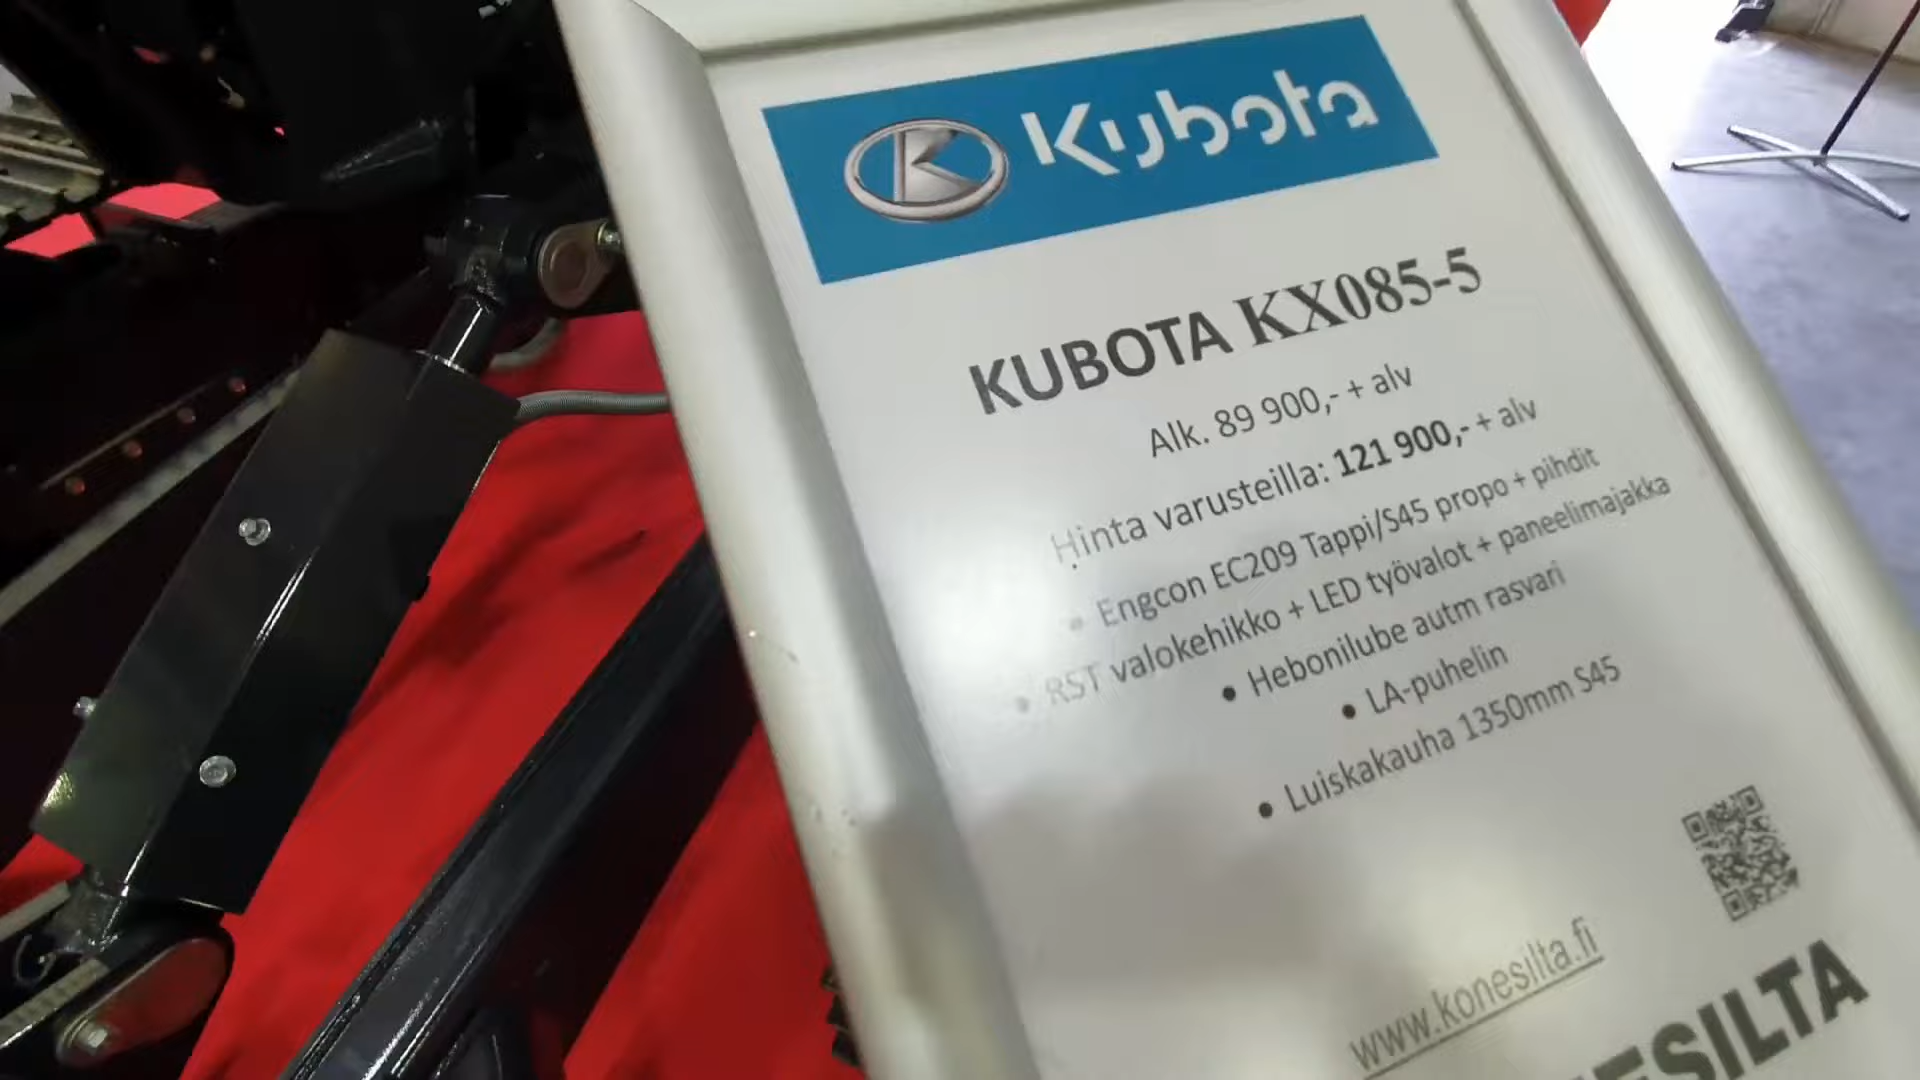 Kubota
KUBOTA KX085-5
Alk. 89 900,- + alv
Hinta varusteilla: 121 900,- + alv
• Engcon EC209 Tappi/S45 propo + pihdit
• RST valokehikko + LED työvalot + paneelimajakka
• Hebonilube autm rasvari
• LA-puhelin
• Luiskakauha 1350mm S45
www.konesilta.fi
NESILTA